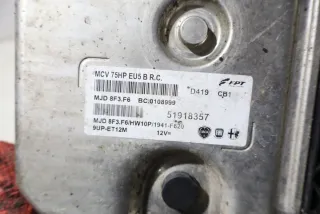 MCV 75HP EU5 B R.C.
FPT
D419 CB1
MJD 8F3.F6 BC:0108999
51918357
MJD 8F3.F6/HW10P/1941-F620
9UP-ET12M 12V=